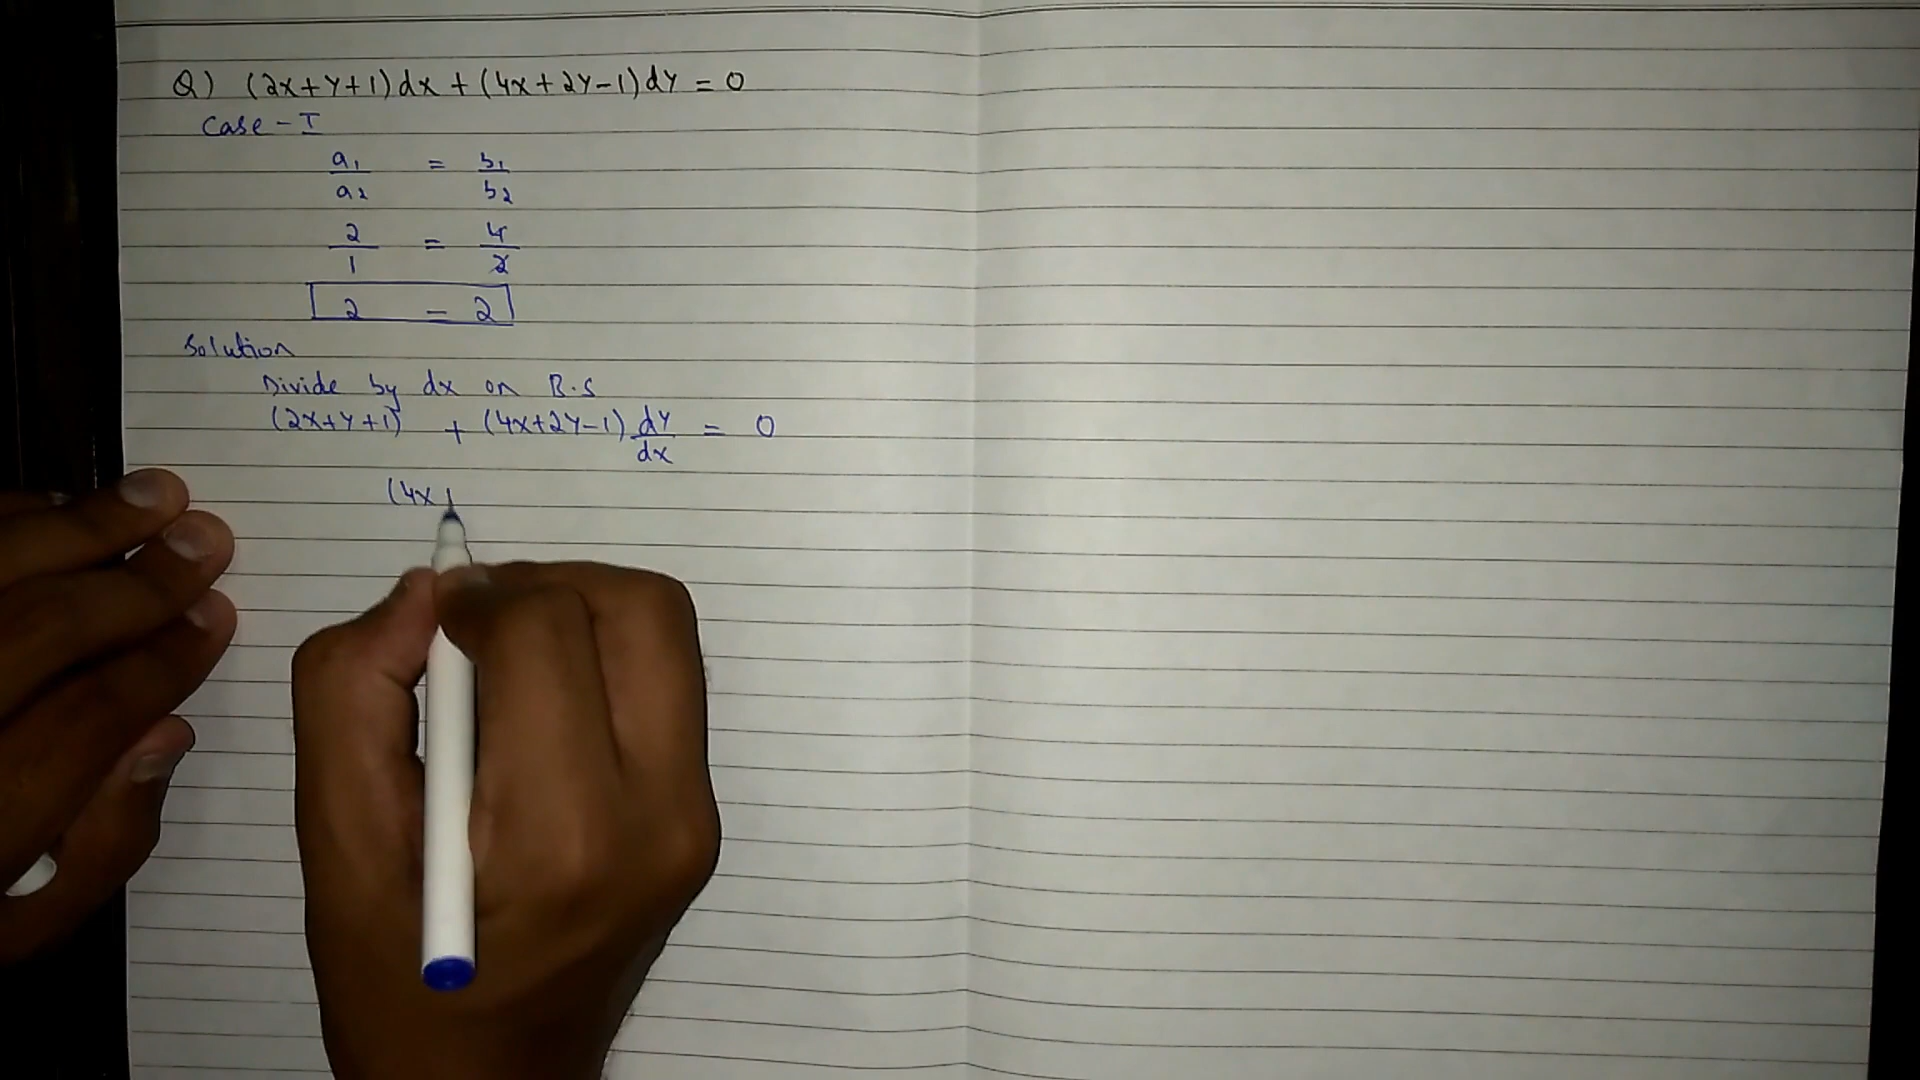 Q) (2x+y+1)dx+(4x+2y-1)dy=0
Case-I
a₁/a₂ = b₁/b₂
2/1 = 4/2
2 = 2
Solution
Divide by dx on B.S
(2x+y+1) + (4x+2y-1) dy/dx = 0
(4x